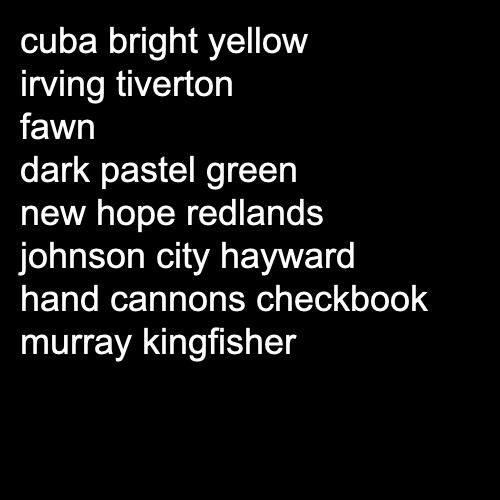 cuba bright yellow
irving tiverton
fawn
dark pastel green
new hope redlands
johnson city hayward
hand cannons checkbook
murray kingfisher